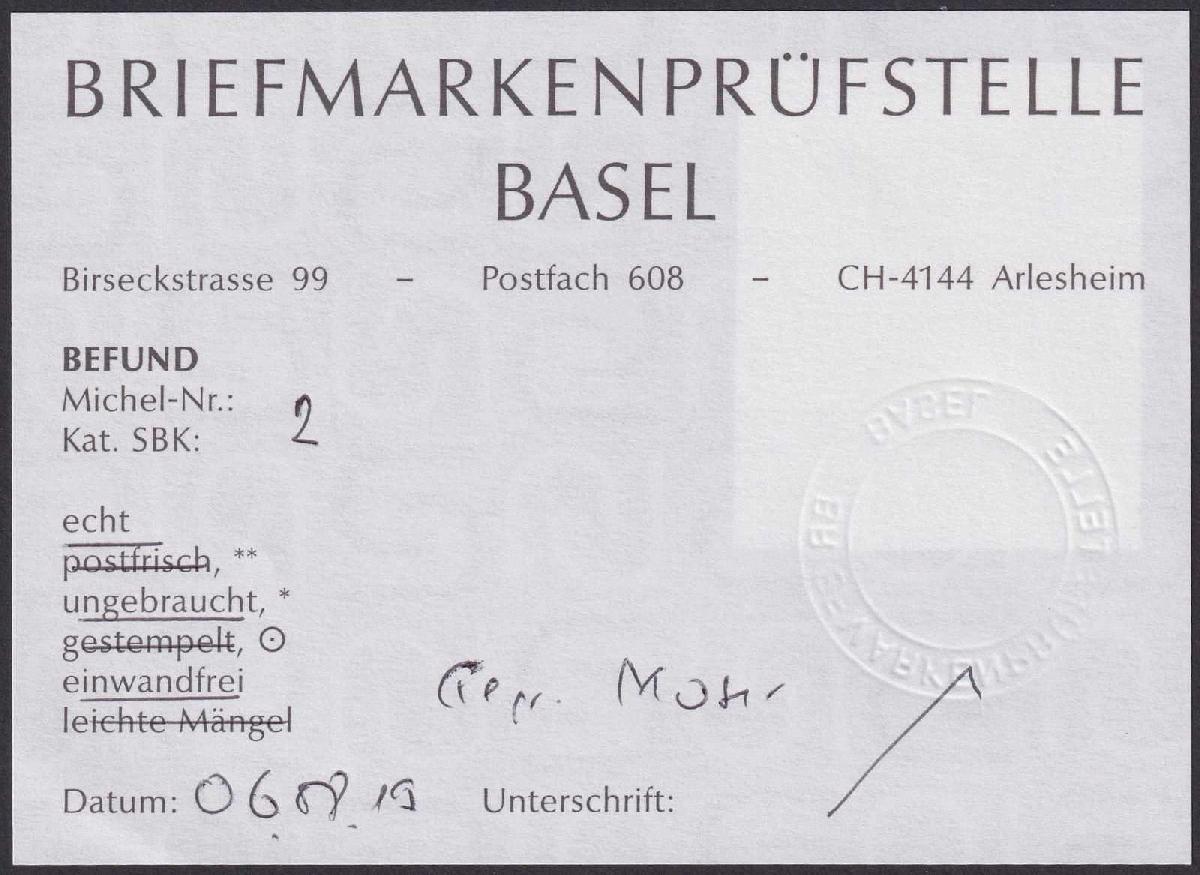 BRIEFMARKENPRÜFSTELLE
BASEL
Birseckstrasse 99 – Postfach 608 – CH-4144 Arlesheim
BEFUND
Michel-Nr.:
Kat. SBK: 2
echt
postfrisch, **
ungebraucht, *
gestempelt, ⊙
einwandfrei
leichte Mängel
Datum: 06.08.19 Unterschrift: